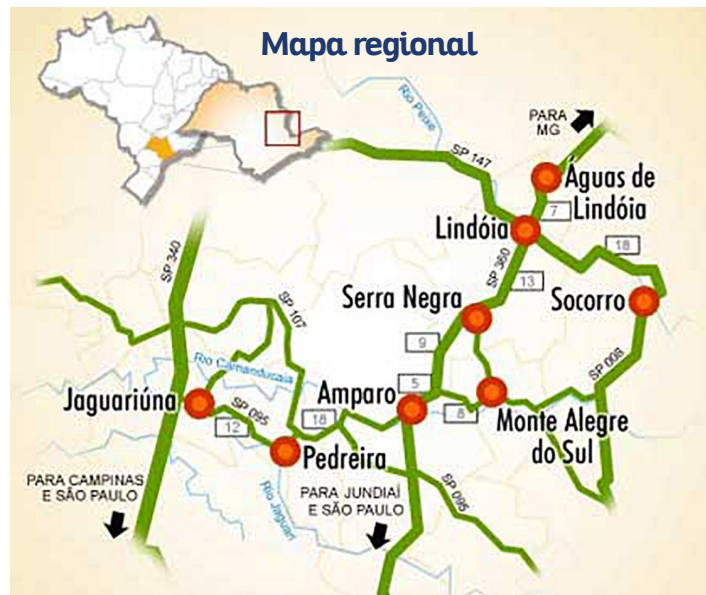 Mapa regional
Rio Peixe
PARA
MG
SP 147
Águas de
Lindóia
7
Lindóia
18
SP 360
13
SP 340
Serra Negra
Socorro
SP 107
9
SP 008
Rio Camanducaia
Jaguariúna
SP 095
12
Amparo
5
8
18
Monte Alegre
do Sul
Pedreira
PARA CAMPINAS
E SÃO PAULO
PARA JUNDIAÍ
E SÃO PAULO
SP 095
Rio Jaguari